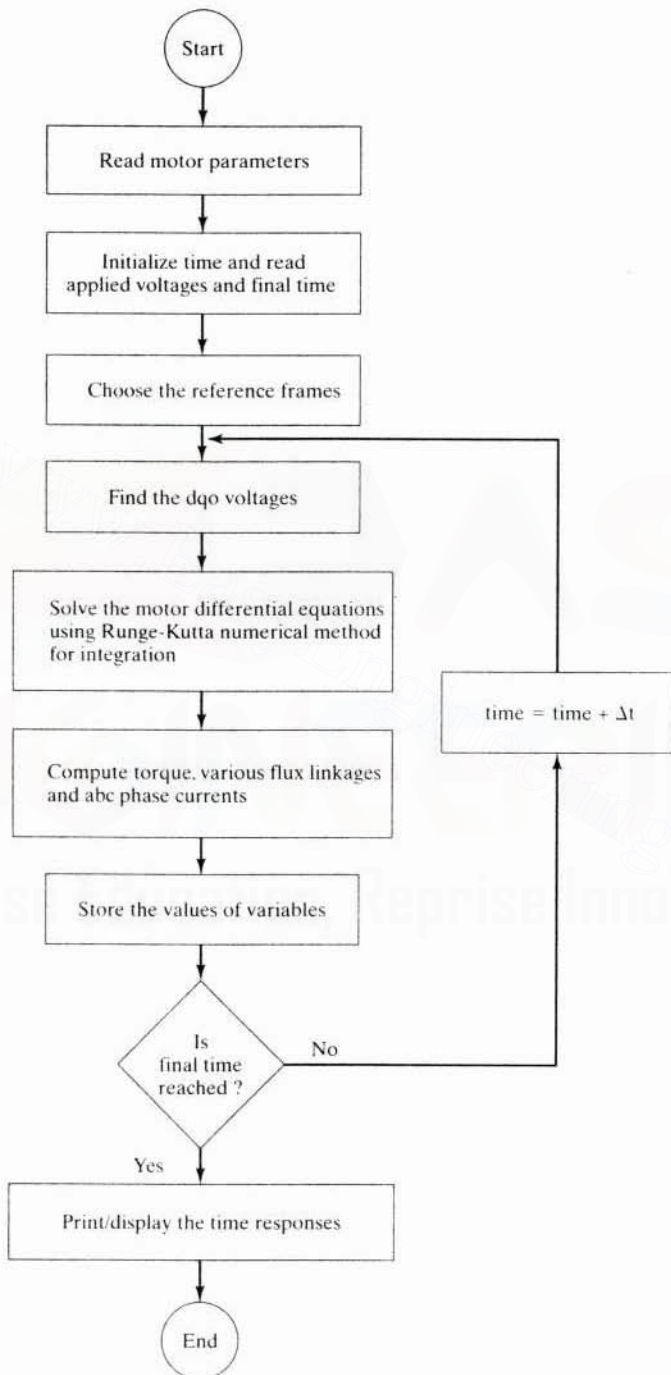 Start
Read motor parameters
Initialize time and read
applied voltages and final time
Choose the reference frames
Find the dqo voltages
Solve the motor differential equations
using Runge-Kutta numerical method
for integration
time = time + Δt
Compute torque, various flux linkages
and abc phase currents
Store the values of variables
Is
final time
reached ?
No
Yes
Print/display the time responses
End